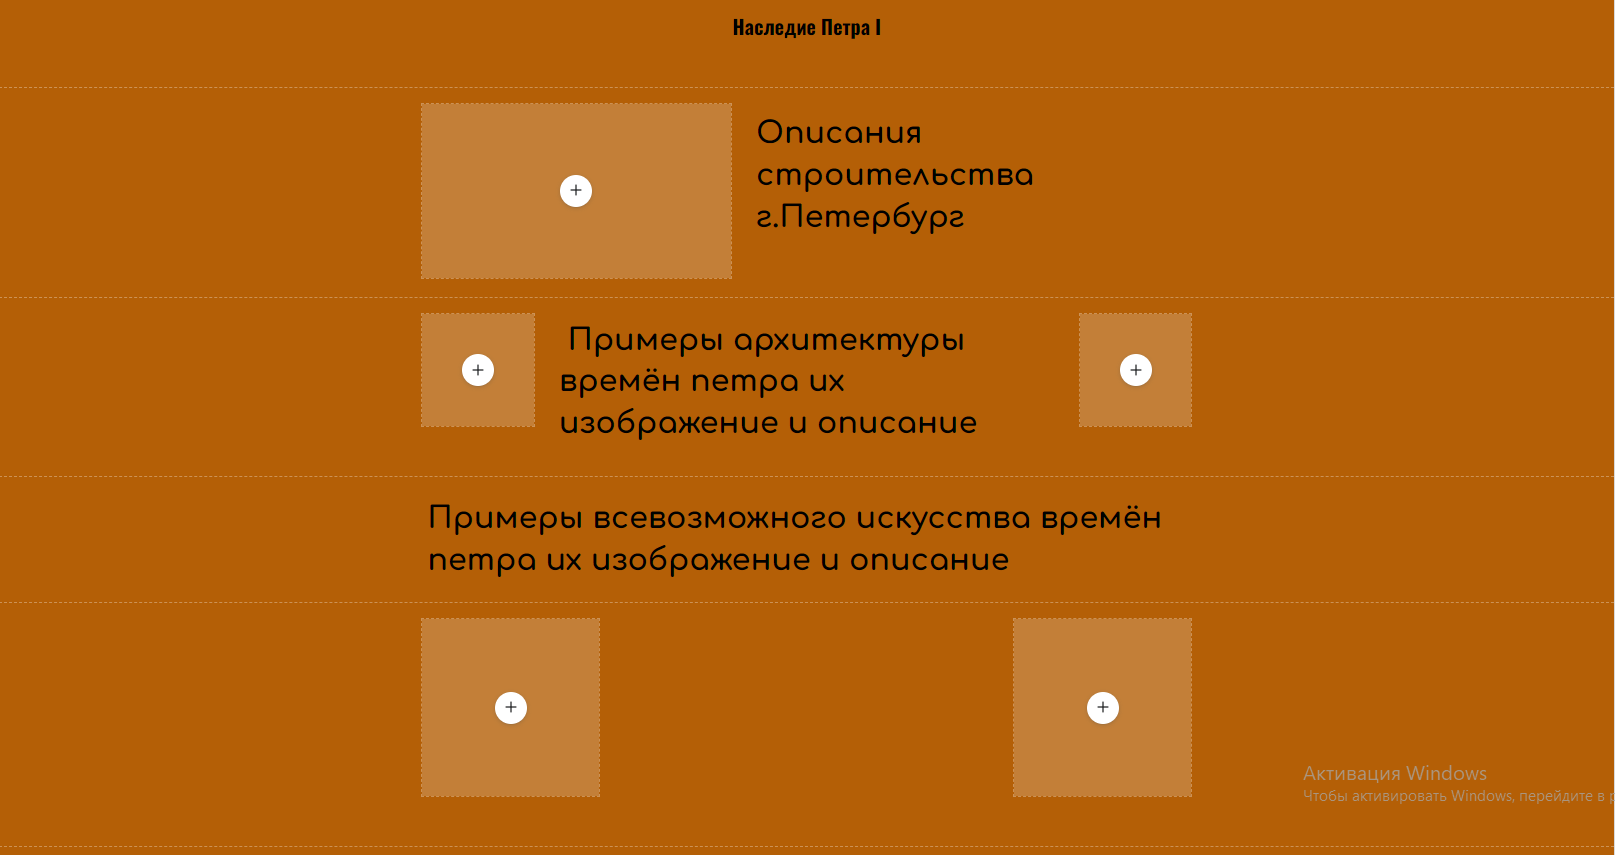 Наследие Петра I
Описания
строительства
г.Петербург
Примеры архитектуры
времён петра их
изображение и описание
Примеры всевозможного искусства времён
петра их изображение и описание
Активация Windows
Чтобы активировать Windows, перейдите в